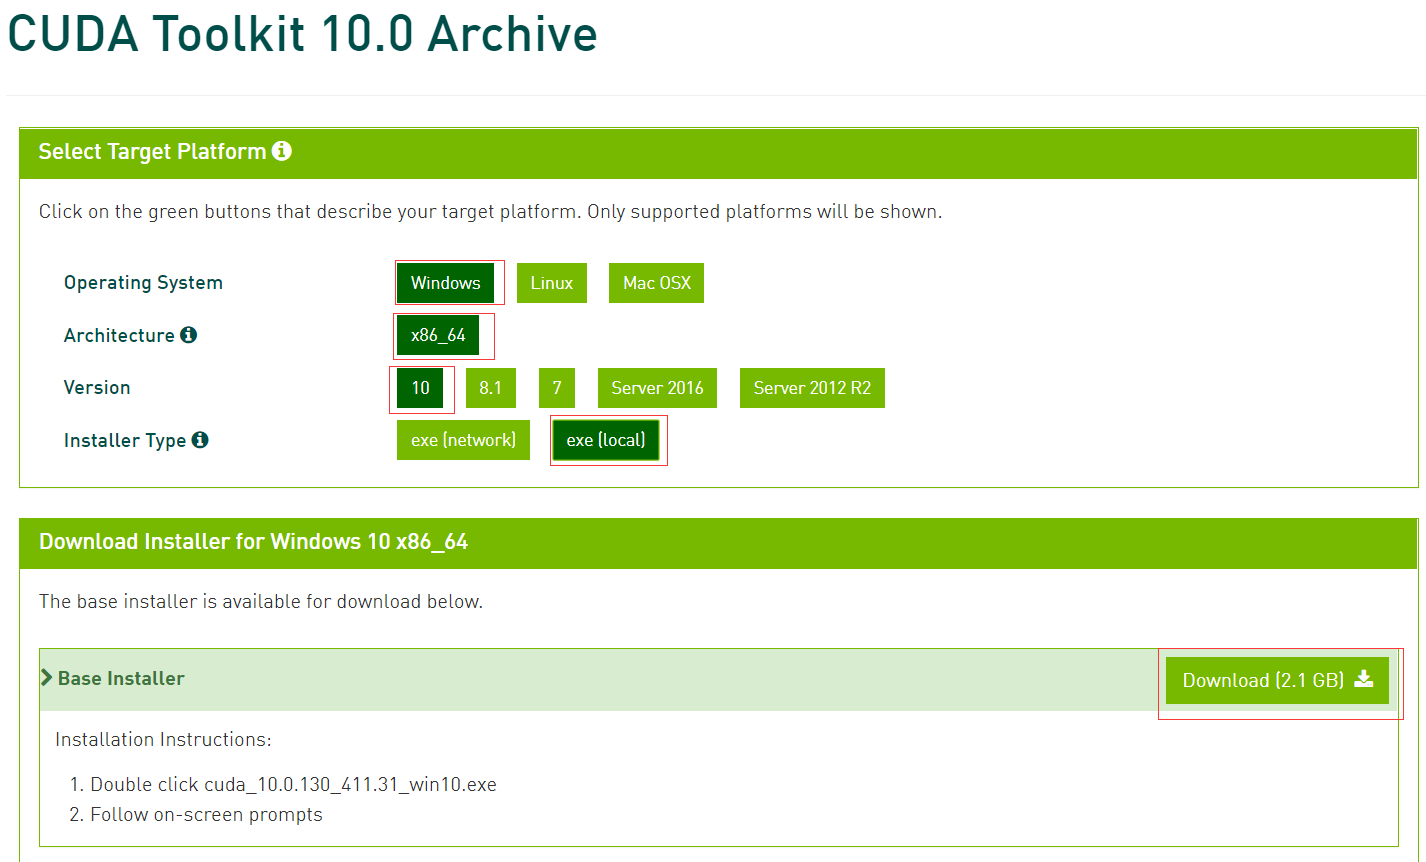 CUDA Toolkit 10.0 Archive
Select Target Platform
Click on the green buttons that describe your target platform. Only supported platforms will be shown.
Operating System Windows Linux Mac OSX
Architecture x86_64
Version 10 8.1 7 Server 2016 Server 2012 R2
Installer Type exe (network) exe (local)
Download Installer for Windows 10 x86_64
The base installer is available for download below.
Base Installer Download (2.1 GB)
Installation Instructions:
1. Double click cuda_10.0.130_411.31_win10.exe
2. Follow on-screen prompts